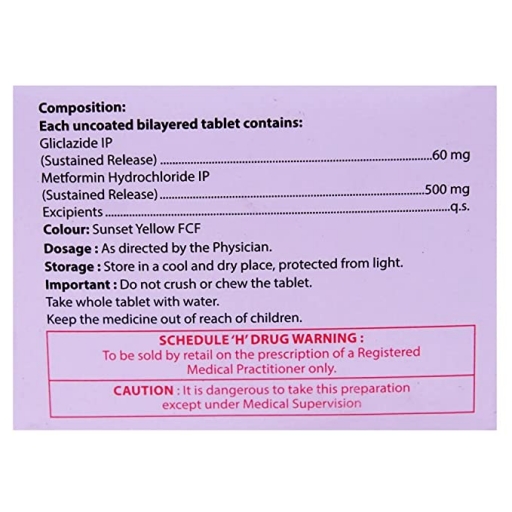 Composition:
Each uncoated bilayered tablet contains:
Gliclazide IP
(Sustained Release) ................................................................60 mg
Metformin Hydrochloride IP
(Sustained Release)................................................................500 mg
Excipients................................................................q.s.
Colour: Sunset Yellow FCF
Dosage : As directed by the Physician.
Storage : Store in a cool and dry place, protected from light.
Important : Do not crush or chew the tablet.
Take whole tablet with water.
Keep the medicine out of reach of children.
SCHEDULE 'H' DRUG WARNING :
To be sold by retail on the prescription of a Registered
Medical Practitioner only.
CAUTION : It is dangerous to take this preparation
except under Medical Supervision